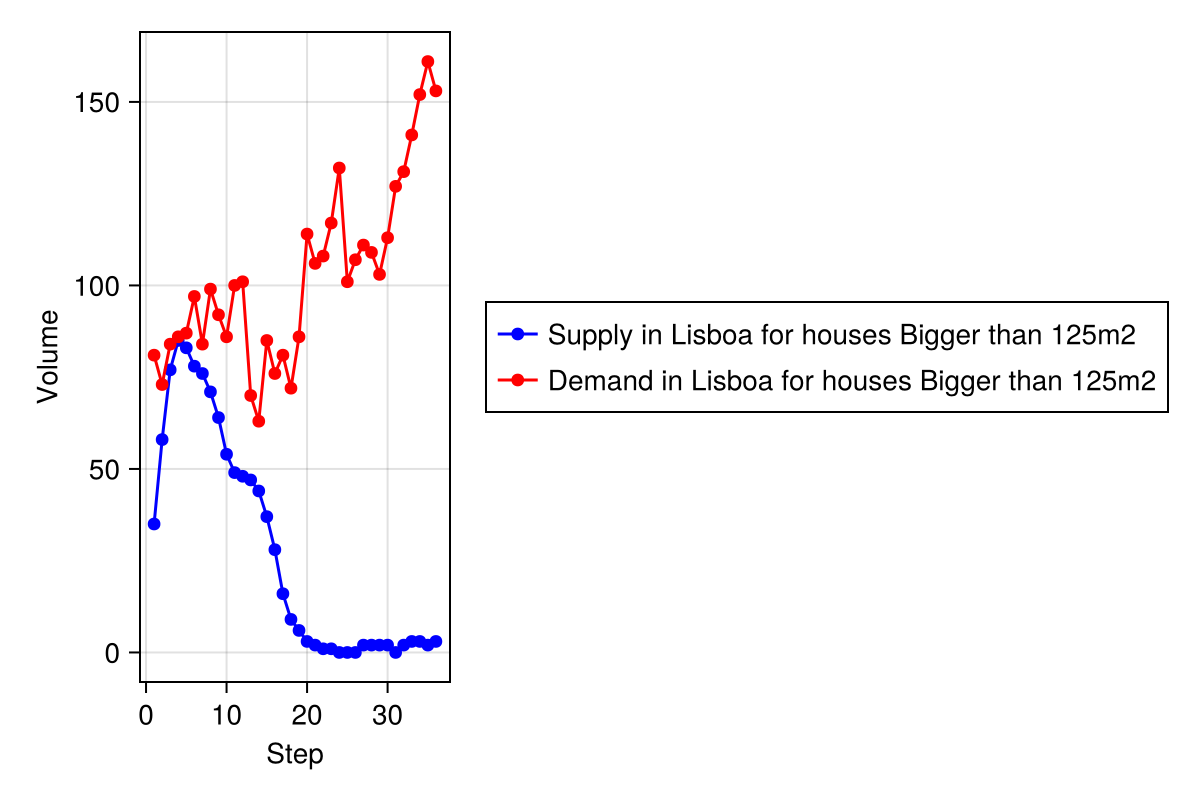 150
100
50
0
Volume
0 10 20 30
Step
Supply in Lisboa for houses Bigger than 125m2
Demand in Lisboa for houses Bigger than 125m2